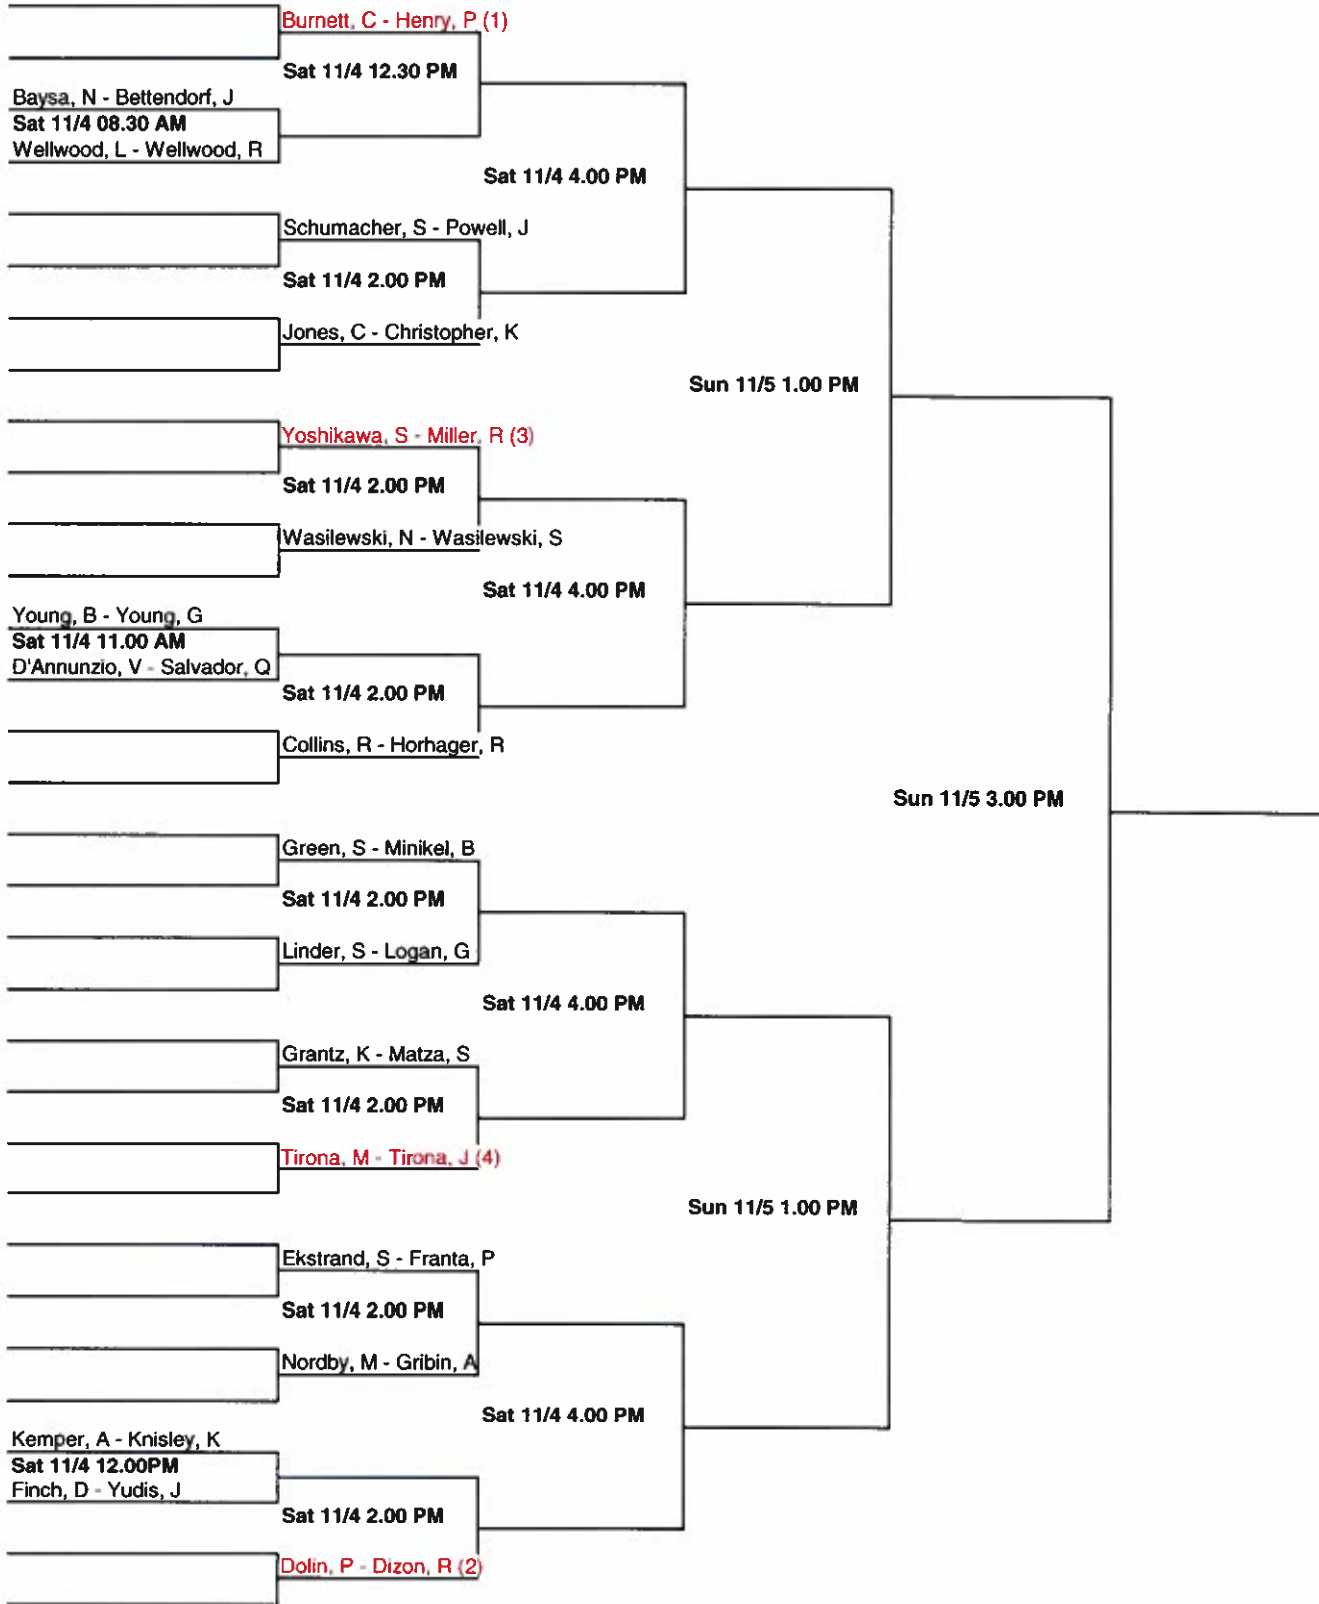 Burnett, C - Henry, P (1)
Sat 11/4 12.30 PM
Baysa, N - Bettendorf, J
Sat 11/4 08.30 AM
Wellwood, L - Wellwood, R
Sat 11/4 4.00 PM
Schumacher, S - Powell, J
Sat 11/4 2.00 PM
Jones, C - Christopher, K
Sun 11/5 1.00 PM
Yoshikawa, S - Miller, R (3)
Sat 11/4 2.00 PM
Wasilewski, N - Wasilewski, S
Sat 11/4 4.00 PM
Young, B - Young, G
Sat 11/4 11.00 AM
D'Annunzio, V - Salvador, Q
Sat 11/4 2.00 PM
Collins, R - Horhager, R
Sun 11/5 3.00 PM
Green, S - Minikel, B
Sat 11/4 2.00 PM
Linder, S - Logan, G
Sat 11/4 4.00 PM
Grantz, K - Matza, S
Sat 11/4 2.00 PM
Tirona, M - Tirona, J (4)
Sun 11/5 1.00 PM
Ekstrand, S - Franta, P
Sat 11/4 2.00 PM
Nordby, M - Gribin, A
Sat 11/4 4.00 PM
Kemper, A - Knisley, K
Sat 11/4 12.00PM
Finch, D - Yudis, J
Sat 11/4 2.00 PM
Dolin, P - Dizon, R (2)